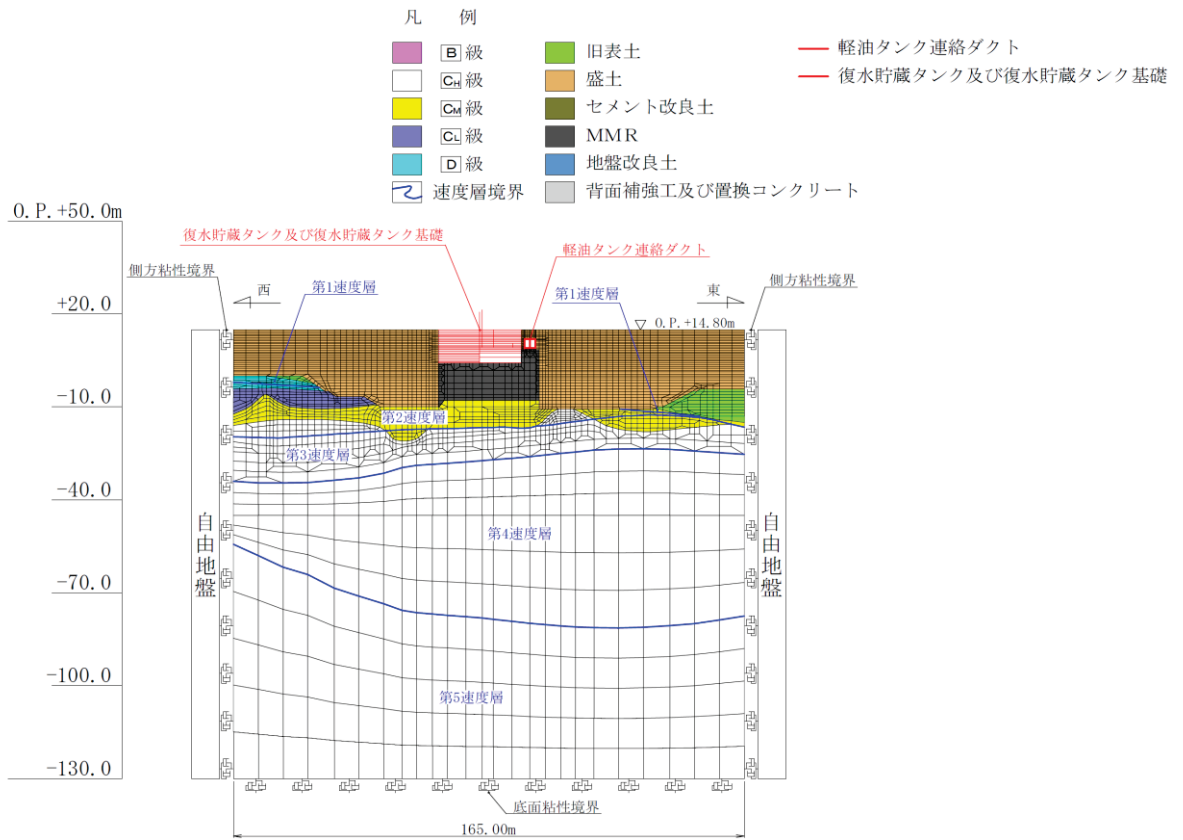 凡 例
B級
CH級
CM級
CL級
D級
速度層境界
旧表土
盛土
セメント改良土
MMR
地盤改良土
背面補強工及び置換コンクリート
軽油タンク連絡ダクト
復水貯蔵タンク及び復水貯蔵タンク基礎
O.P.+50.0m
+20.0
-10.0
-40.0
-70.0
-100.0
-130.0
復水貯蔵タンク及び復水貯蔵タンク基礎
軽油タンク連絡ダクト
側方粘性境界
側方粘性境界
西
東
第1速度層
第1速度層
O.P.+14.80m
第2速度層
第3速度層
第4速度層
第5速度層
自由地盤
自由地盤
底面粘性境界
165.00m